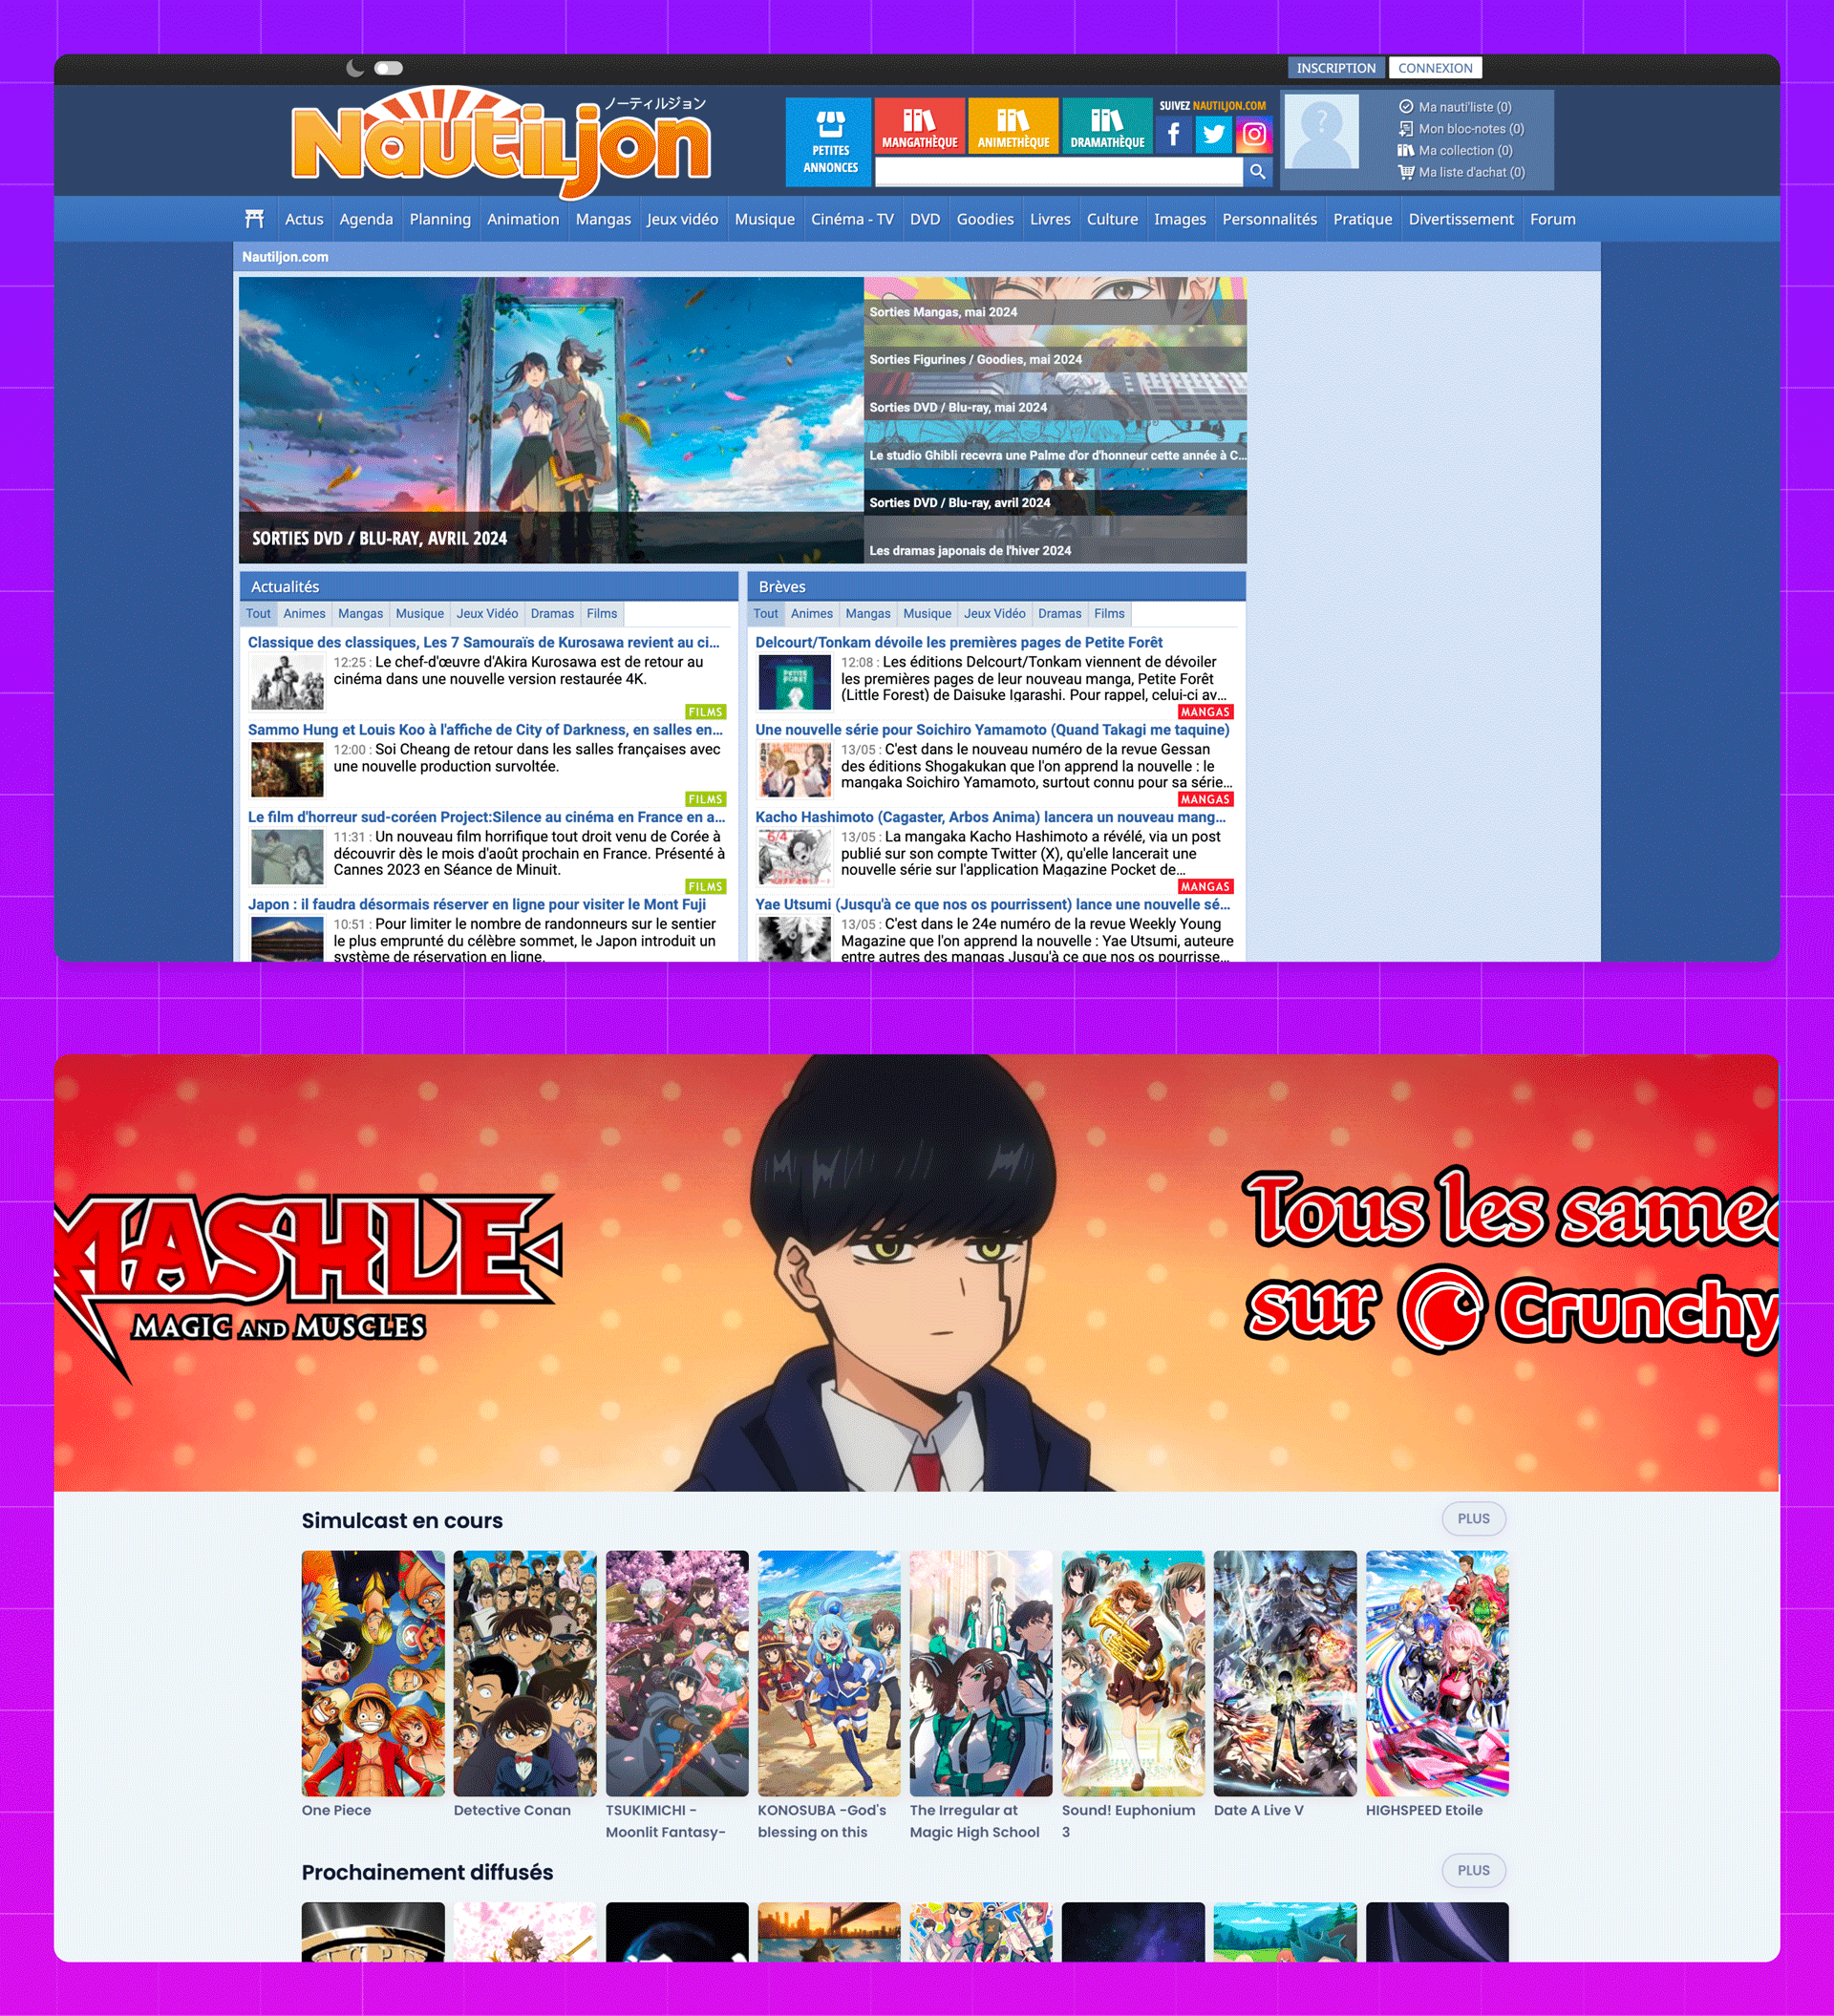 INSCRIPTION CONNEXION
Nautiljon
ノーティルジョン
PETITES
ANNONCES
MANGATHÈQUE
ANIMETHÈQUE
DRAMATHÈQUE
SUIVEZ NAUTILJON.COM
?
Ma nauti'liste (0)
Mon bloc-notes (0)
Ma collection (0)
Ma liste d'achat (0)
Actus Agenda Planning Animation Mangas Jeux vidéo Musique Cinéma - TV DVD Goodies Livres Culture Images Personnalités Pratique Divertissement Forum
Nautiljon.com
SORTIES DVD / BLU-RAY, AVRIL 2024
Sorties Mangas, mai 2024
Sorties Figurines / Goodies, mai 2024
Sorties DVD / Blu-ray, mai 2024
Le studio Ghibli recevra une Palme d'or d'honneur cette année à C...
Sorties DVD / Blu-ray, avril 2024
Les dramas japonais de l'hiver 2024
Actualités
Tout Animes Mangas Musique Jeux Vidéo Dramas Films
Classique des classiques, Les 7 Samouraïs de Kurosawa revient au ci...
12:25 : Le chef-d'œuvre d'Akira Kurosawa est de retour au
cinéma dans une nouvelle version restaurée 4K.
FILMS
Sammo Hung et Louis Koo à l'affiche de City of Darkness, en salles en...
12:00 : Soi Cheang de retour dans les salles françaises avec
une nouvelle production survoltée.
FILMS
Le film d'horreur sud-coréen Project:Silence au cinéma en France en a...
11:31 : Un nouveau film horrifique tout droit venu de Corée à
découvrir dès le mois d'août prochain en France. Présenté à
Cannes 2023 en Séance de Minuit.
FILMS
Japon : il faudra désormais réserver en ligne pour visiter le Mont Fuji
10:51 : Pour limiter le nombre de randonneurs sur le sentier
le plus emprunté du célèbre sommet, le Japon introduit un
système de réservation en ligne.
Brèves
Tout Animes Mangas Musique Jeux Vidéo Dramas Films
Delcourt/Tonkam dévoile les premières pages de Petite Forêt
PETITE
FORÊT
12:08 : Les éditions Delcourt/Tonkam viennent de dévoiler
les premières pages de leur nouveau manga, Petite Forêt
(Little Forest) de Daisuke Igarashi. Pour rappel, celui-ci av...
MANGAS
Une nouvelle série pour Soichiro Yamamoto (Quand Takagi me taquine)
13/05 : C'est dans le nouveau numéro de la revue Gessan
des éditions Shogakukan que l'on apprend la nouvelle : le
mangaka Soichiro Yamamoto, surtout connu pour sa série...
MANGAS
Kacho Hashimoto (Cagaster, Arbos Anima) lancera un nouveau mang...
6/4
13/05 : La mangaka Kacho Hashimoto a révélé, via un post
publié sur son compte Twitter (X), qu'elle lancerait une
nouvelle série sur l'application Magazine Pocket de...
MANGAS
Yae Utsumi (Jusqu'à ce que nos os pourrissent) lance une nouvelle sé...
13/05 : C'est dans le 24e numéro de la revue Weekly Young
Magazine que l'on apprend la nouvelle : Yae Utsumi, auteure
entre autres des mangas Jusqu'à ce que nos os pourrisse...
MASHLE
MAGIC AND MUSCLES
Tous les samed
sur Crunchy
Simulcast en cours
PLUS
One Piece
Detective Conan
TSUKIMICHI -
Moonlit Fantasy-
KONOSUBA -God's
blessing on this
The Irregular at
Magic High School
Sound! Euphonium
3
Date A Live V
HIGHSPEED Etoile
Prochainement diffusés
PLUS